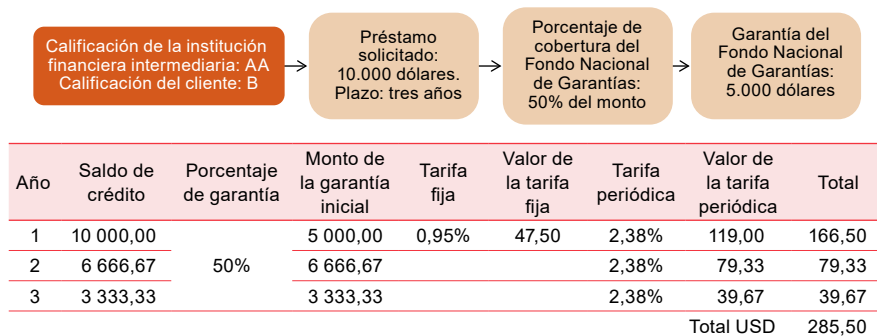 Calificación de la institución
financiera intermediaria: AA
Calificación del cliente: B
Préstamo
solicitado:
10.000 dólares.
Plazo: tres años
Porcentaje de
cobertura del
Fondo Nacional
de Garantías:
50% del monto
Garantía del
Fondo Nacional
de Garantías:
5.000 dólares
Año Saldo de crédito Porcentaje de garantía Monto de la garantía inicial Tarifa fija Valor de la tarifa fija Tarifa periódica Valor de la tarifa periódica Total
1 10 000,00 5 000,00 0,95% 47,50 2,38% 119,00 166,50
2 6 666,67 50% 6 666,67 2,38% 79,33 79,33
3 3 333,33 3 333,33 2,38% 39,67 39,67
Total USD 285,50